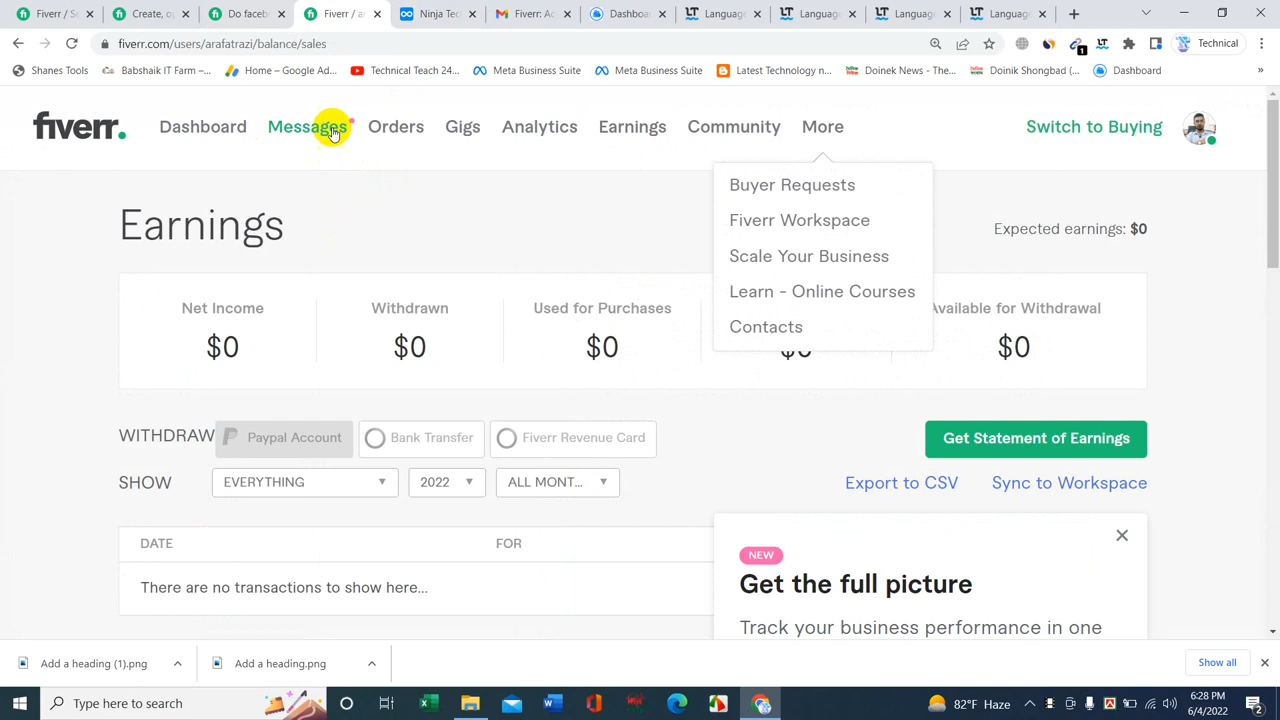 Fiverr / S
Create, o
Do faceb
Fiverr / a
Ninja Tec
Fiverr: A
Dashboa
Languag
Languag
Languag
Languag
fiverr.com/users/arafatrazi/balance/sales
1
Technical
Shanes Tools
Babshaik IT Farm –...
Home – Google Ad...
Technical Teach 24...
Meta Business Suite
Meta Business Suite
Latest Technology n...
Doinek News - The...
Doinik Shongbad (...
Dashboard
»
fiverr.
Dashboard
Messages
Orders
Gigs
Analytics
Earnings
Community
More
Switch to Buying
Buyer Requests
Fiverr Workspace
Scale Your Business
Learn - Online Courses
Contacts
Earnings
Expected earnings: $0
Net Income
Withdrawn
Used for Purchases
Available for Withdrawal
$0
$0
$0
$0
$0
WITHDRAW
Paypal Account
Bank Transfer
Fiverr Revenue Card
Get Statement of Earnings
SHOW
EVERYTHING
2022
ALL MONT...
Export to CSV
Sync to Workspace
DATE
FOR
There are no transactions to show here...
NEW
Get the full picture
Track your business performance in one
Add a heading (1).png
Add a heading.png
Show all
Type here to search
82°F Haze
6:28 PM
6/4/2022
2